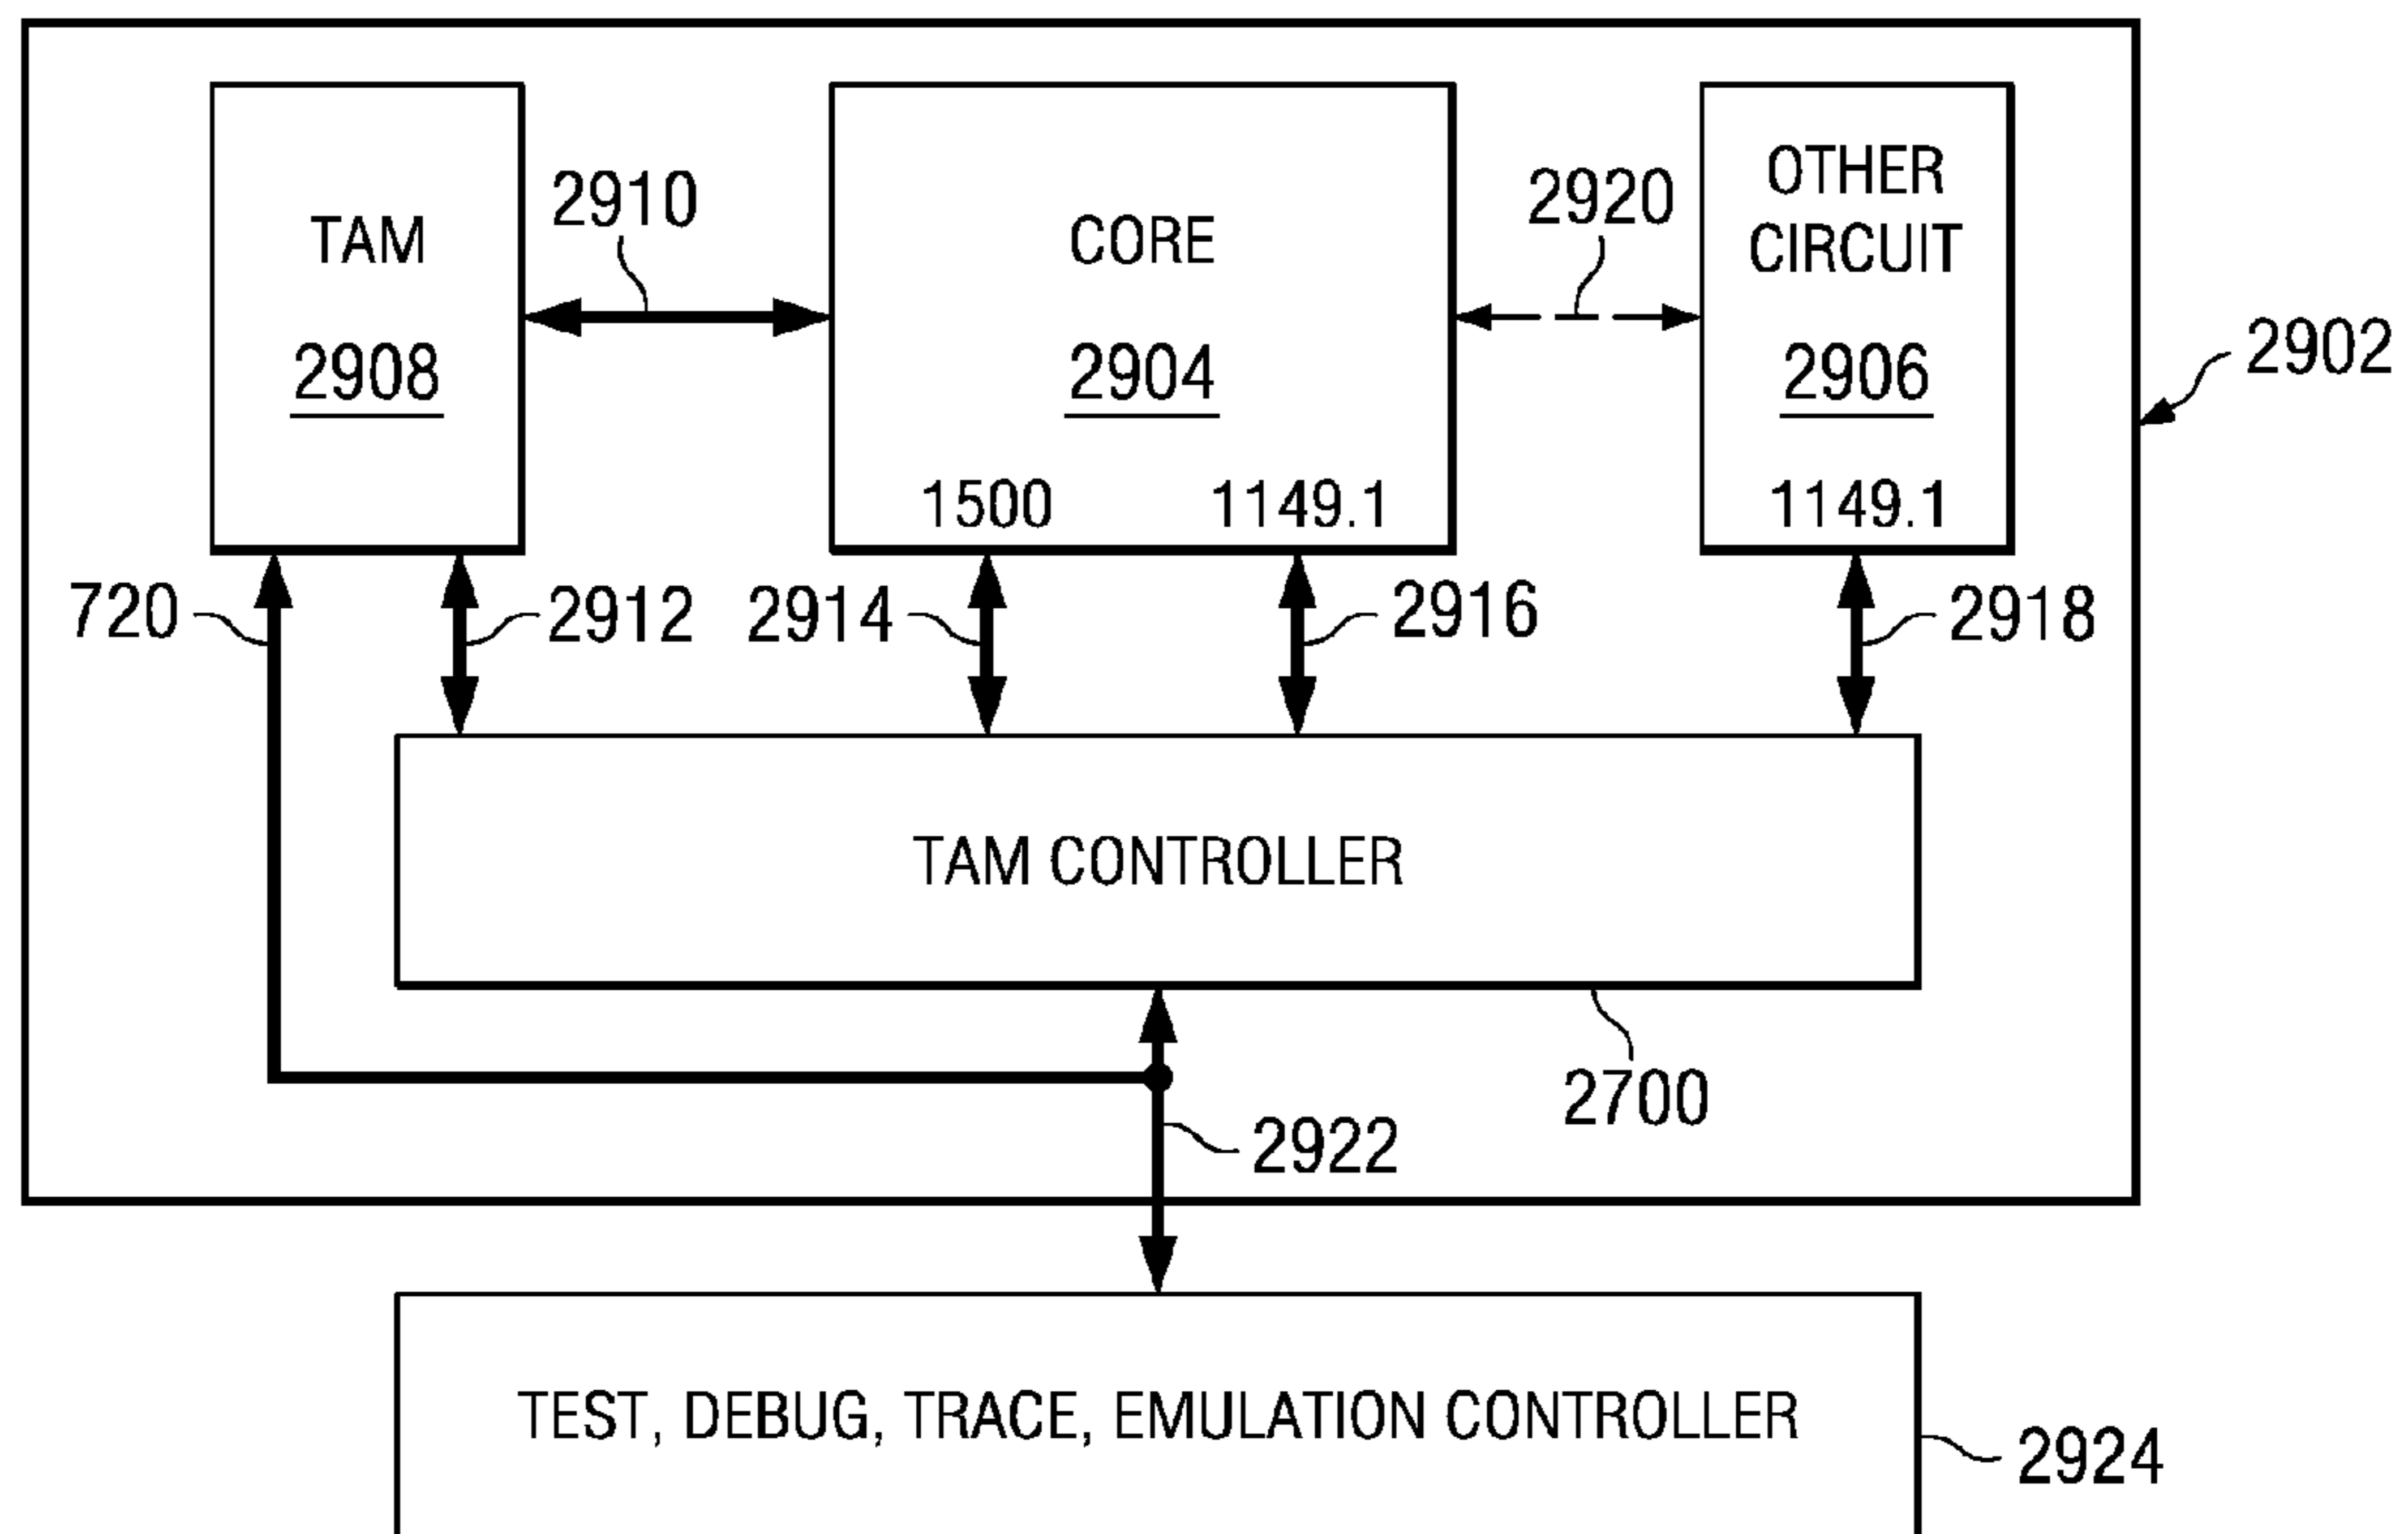 TAM
2908
2910
CORE
2904
1500 1149.1
2920
OTHER
CIRCUIT
2906
1149.1
2902
720
2912
2914
2916
2918
TAM CONTROLLER
2700
2922
TEST, DEBUG, TRACE, EMULATION CONTROLLER
2924